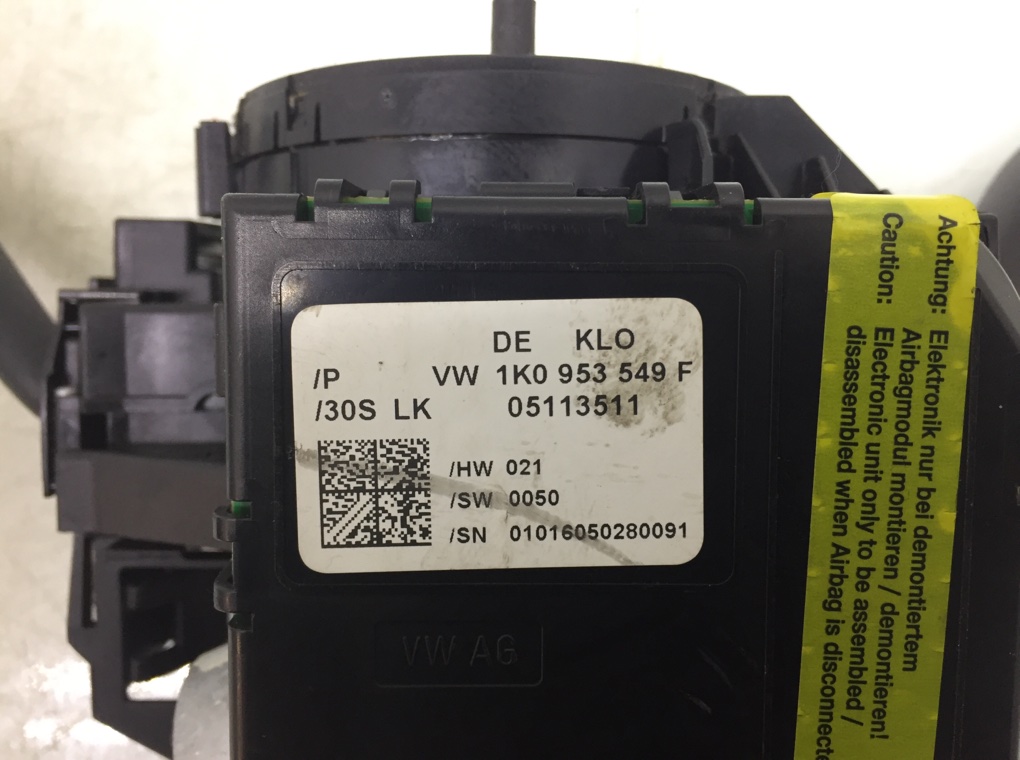 DE KLO
/P VW 1K0 953 549 F
/30S LK 05113511
/HW 021
/SW 0050
/SN 01016050280091
VW AG
Achtung: Elektronik nur bei demontiertem
Airbagmodul montieren / demontieren!
Caution: Electronic unit only to be assembled /
disassembled when Airbag is disconnecte